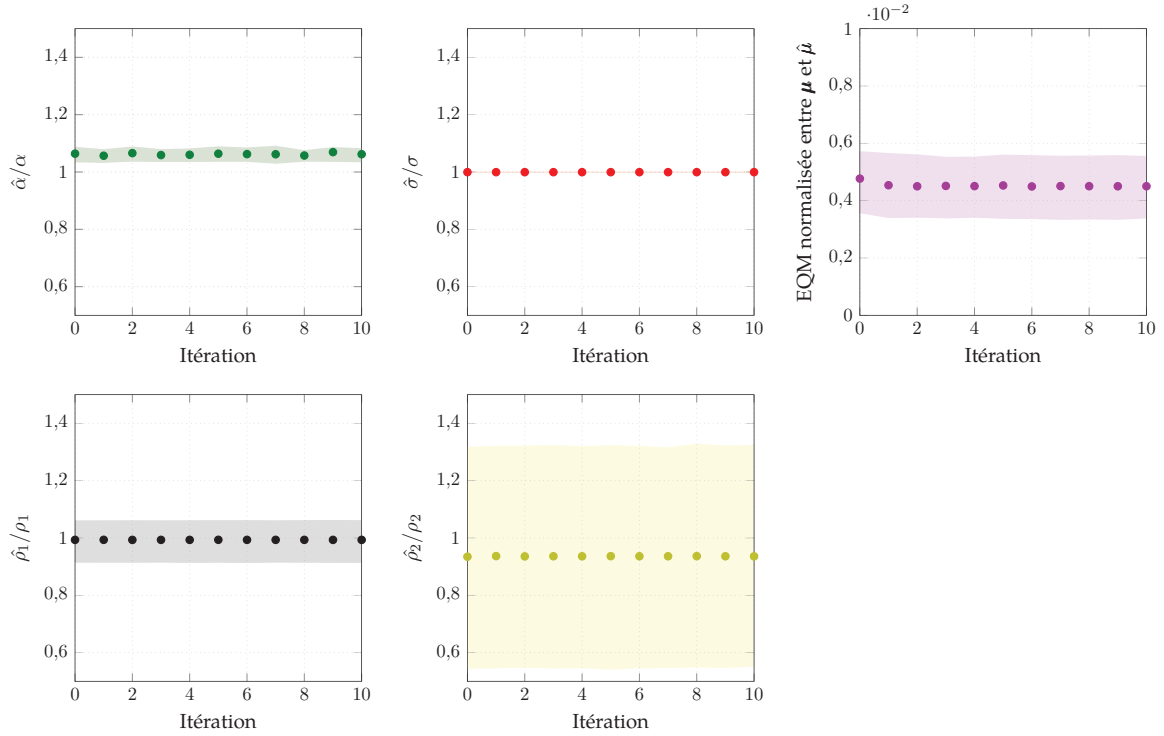 1,4
1,2
1
0,8
0,6
α̂/α
0 2 4 6 8 10
Itération
1,4
1,2
1
0,8
0,6
σ̂/σ
0 2 4 6 8 10
Itération
·10⁻²
1
0,8
0,6
0,4
0,2
0
EQM normalisée entre μ et μ̂
0 2 4 6 8 10
Itération
1,4
1,2
1
0,8
0,6
ρ̂₁/ρ₁
0 2 4 6 8 10
Itération
1,4
1,2
1
0,8
0,6
ρ̂₂/ρ₂
0 2 4 6 8 10
Itération